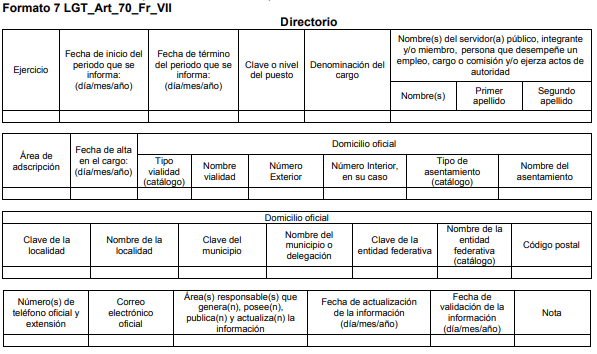 Formato 7 LGT_Art_70_Fr_VII
Directorio
Ejercicio
Fecha de inicio del
periodo que se
informa:
(día/mes/año)
Fecha de término
del periodo que se
informa:
(día/mes/año)
Clave o nivel
del puesto
Denominación del
cargo
Nombre(s) del servidor(a) público, integrante
y/o miembro, persona que desempeñe un
empleo, cargo o comisión y/o ejerza actos de
autoridad
Nombre(s)
Primer
apellido
Segundo
apellido
Área de
adscripción
Fecha de alta
en el cargo:
(día/mes/año)
Domicilio oficial
Tipo
vialidad
(catálogo)
Nombre
vialidad
Número
Exterior
Número Interior,
en su caso
Tipo de
asentamiento
(catálogo)
Nombre del
asentamiento
Domicilio oficial
Clave de la
localidad
Nombre de la
localidad
Clave del
municipio
Nombre del
municipio o
delegación
Clave de la
entidad federativa
Nombre de la
entidad
federativa
(catálogo)
Código postal
Número(s) de
teléfono oficial y
extensión
Correo
electrónico
oficial
Área(s) responsable(s) que
genera(n), posee(n),
publica(n) y actualiza(n) la
información
Fecha de actualización
de la información
(día/mes/año)
Fecha de
validación de la
información
(día/mes/año)
Nota